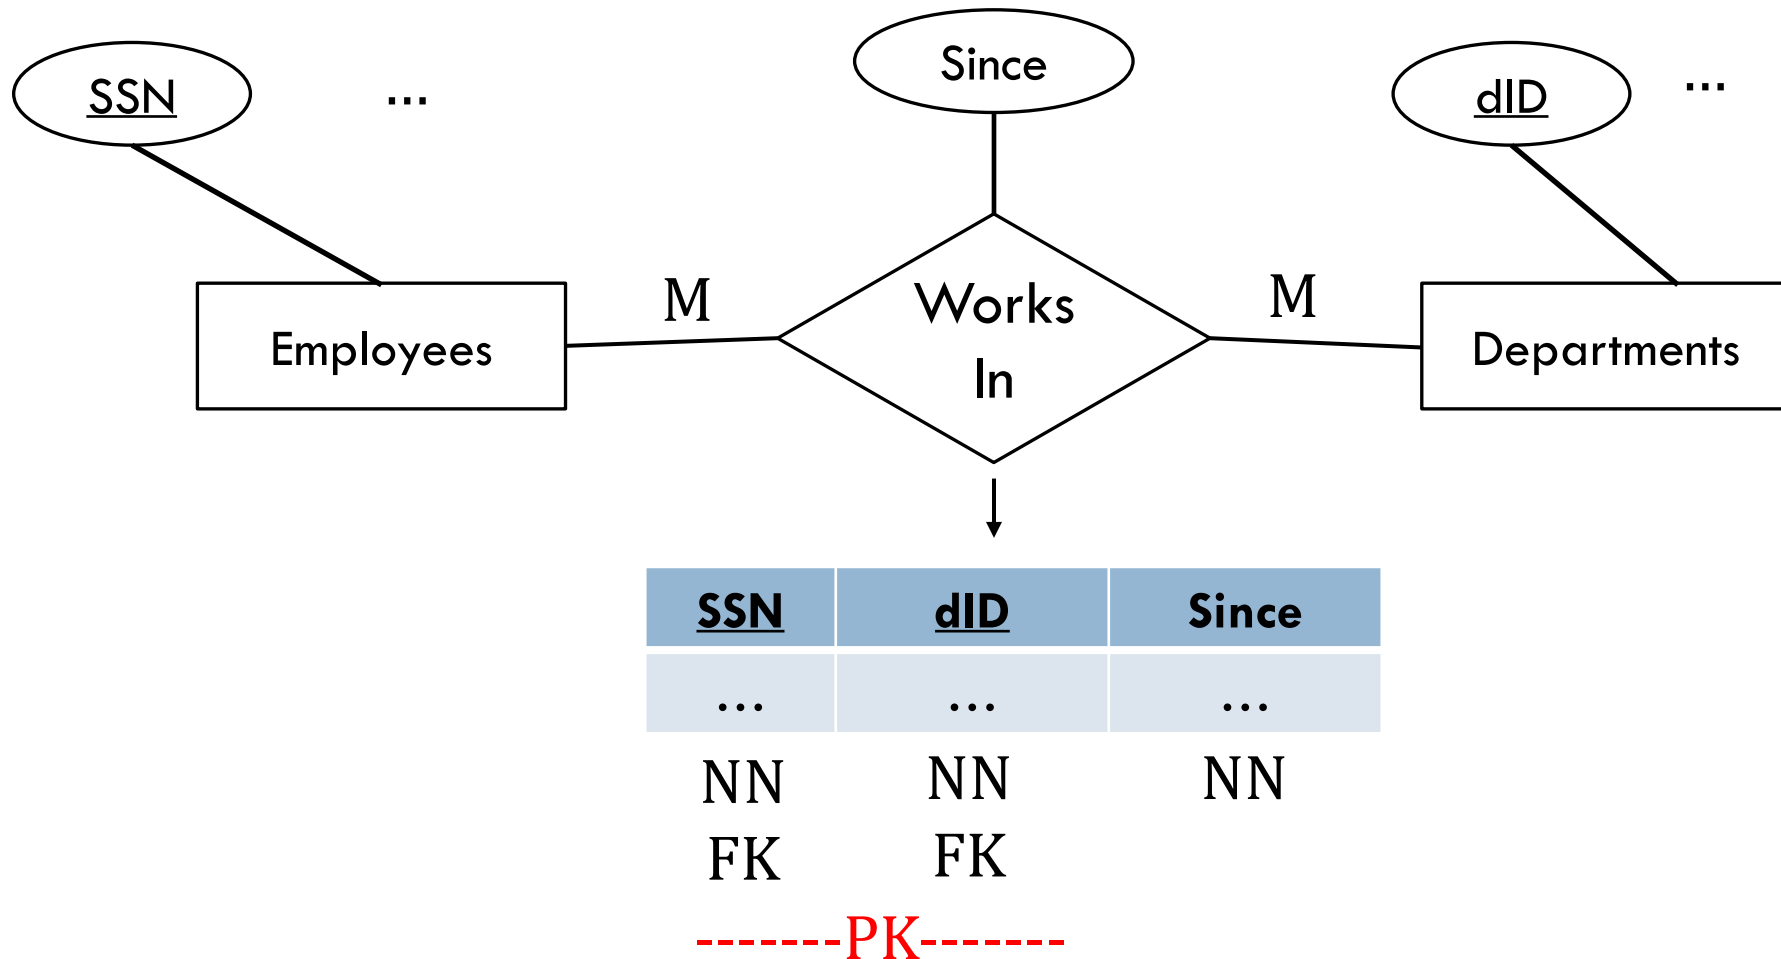 SSN
...
Since
dID
...
Employees
M
Works
In
M
Departments
SSN dID Since
... ... ...
NN NN NN
FK FK
-------PK-------